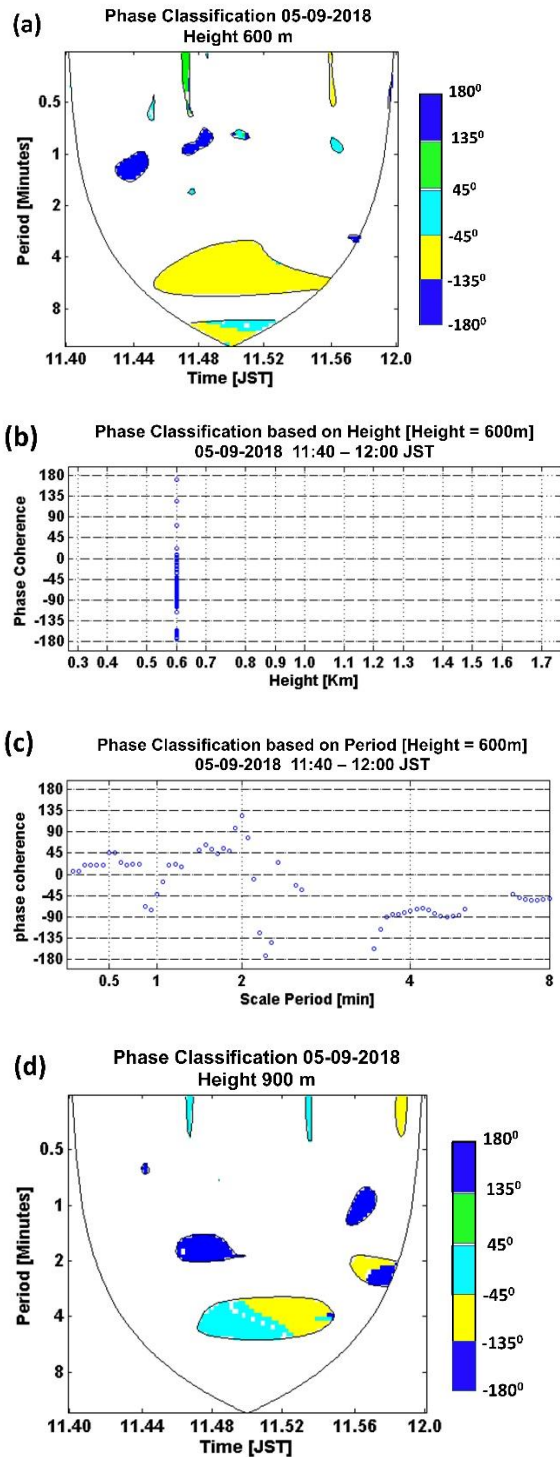 (a)
Phase Classification 05-09-2018
Height 600 m
Period [Minutes]
0.5
1
2
4
8
11.40 11.44 11.48 11.52 11.56 12.0
Time [JST]
180⁰
135⁰
45⁰
-45⁰
-135⁰
-180⁰
(b)
Phase Classification based on Height [Height = 600m]
05-09-2018 11:40 – 12:00 JST
Phase Coherence
180
135
90
45
0
-45
-90
-135
-180
0.3 0.4 0.5 0.6 0.7 0.8 0.9 1.0 1.1 1.2 1.3 1.4 1.5 1.6 1.7
Height [Km]
(c)
Phase Classification based on Period [Height = 600m]
05-09-2018 11:40 – 12:00 JST
phase coherence
180
135
90
45
0
-45
-90
-135
-180
0.5 1 2 4 8
Scale Period [min]
(d)
Phase Classification 05-09-2018
Height 900 m
Period [Minutes]
0.5
1
2
4
8
11.40 11.44 11.48 11.52 11.56 12.0
Time [JST]
180⁰
135⁰
45⁰
-45⁰
-135⁰
-180⁰